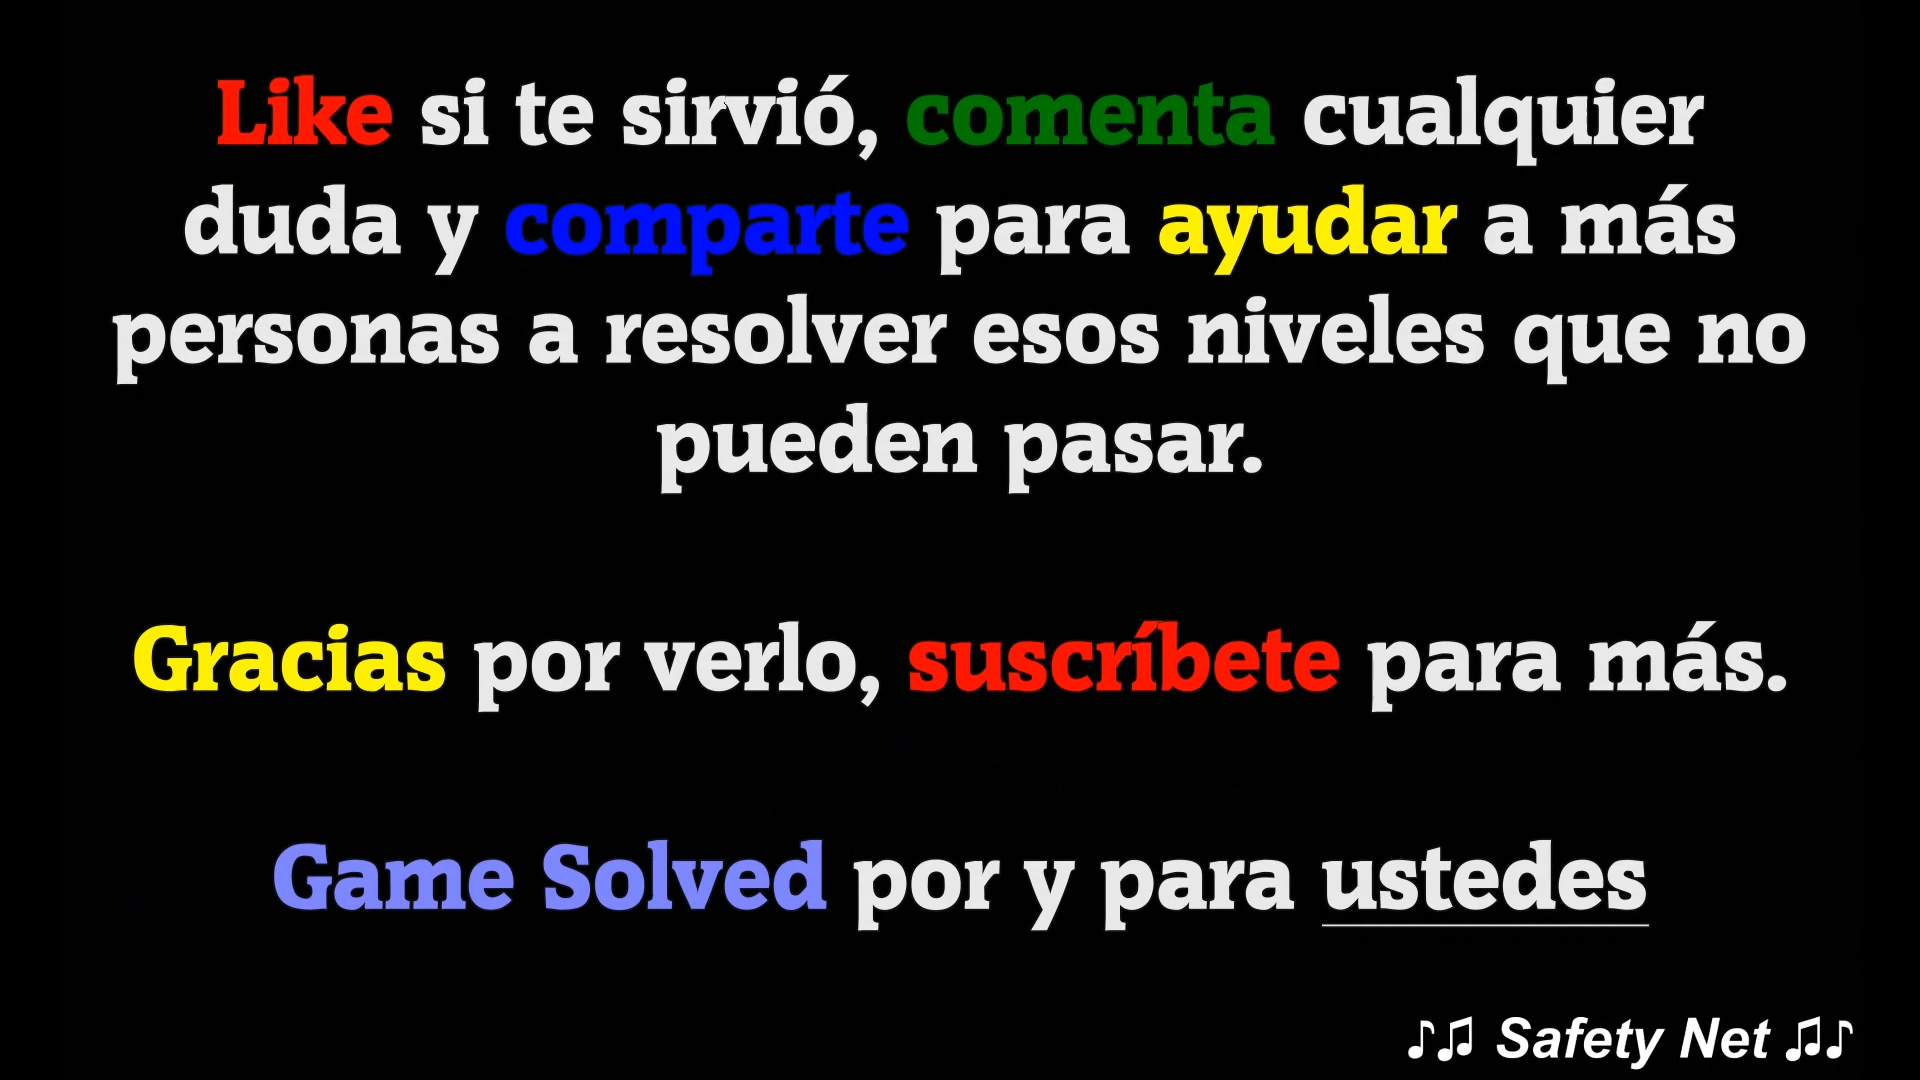 Like si te sirvió, comenta cualquier
duda y comparte para ayudar a más
personas a resolver esos niveles que no
pueden pasar.
Gracias por verlo, suscríbete para más.
Game Solved por y para ustedes
♪♫ Safety Net ♫♪